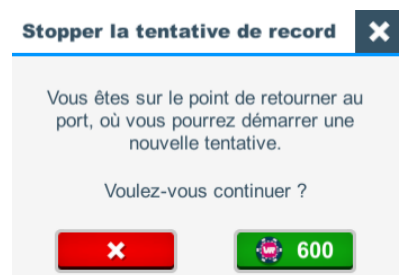 Stopper la tentative de record
Vous êtes sur le point de retourner au
port, où vous pourrez démarrer une
nouvelle tentative.
Voulez-vous continuer ?
600